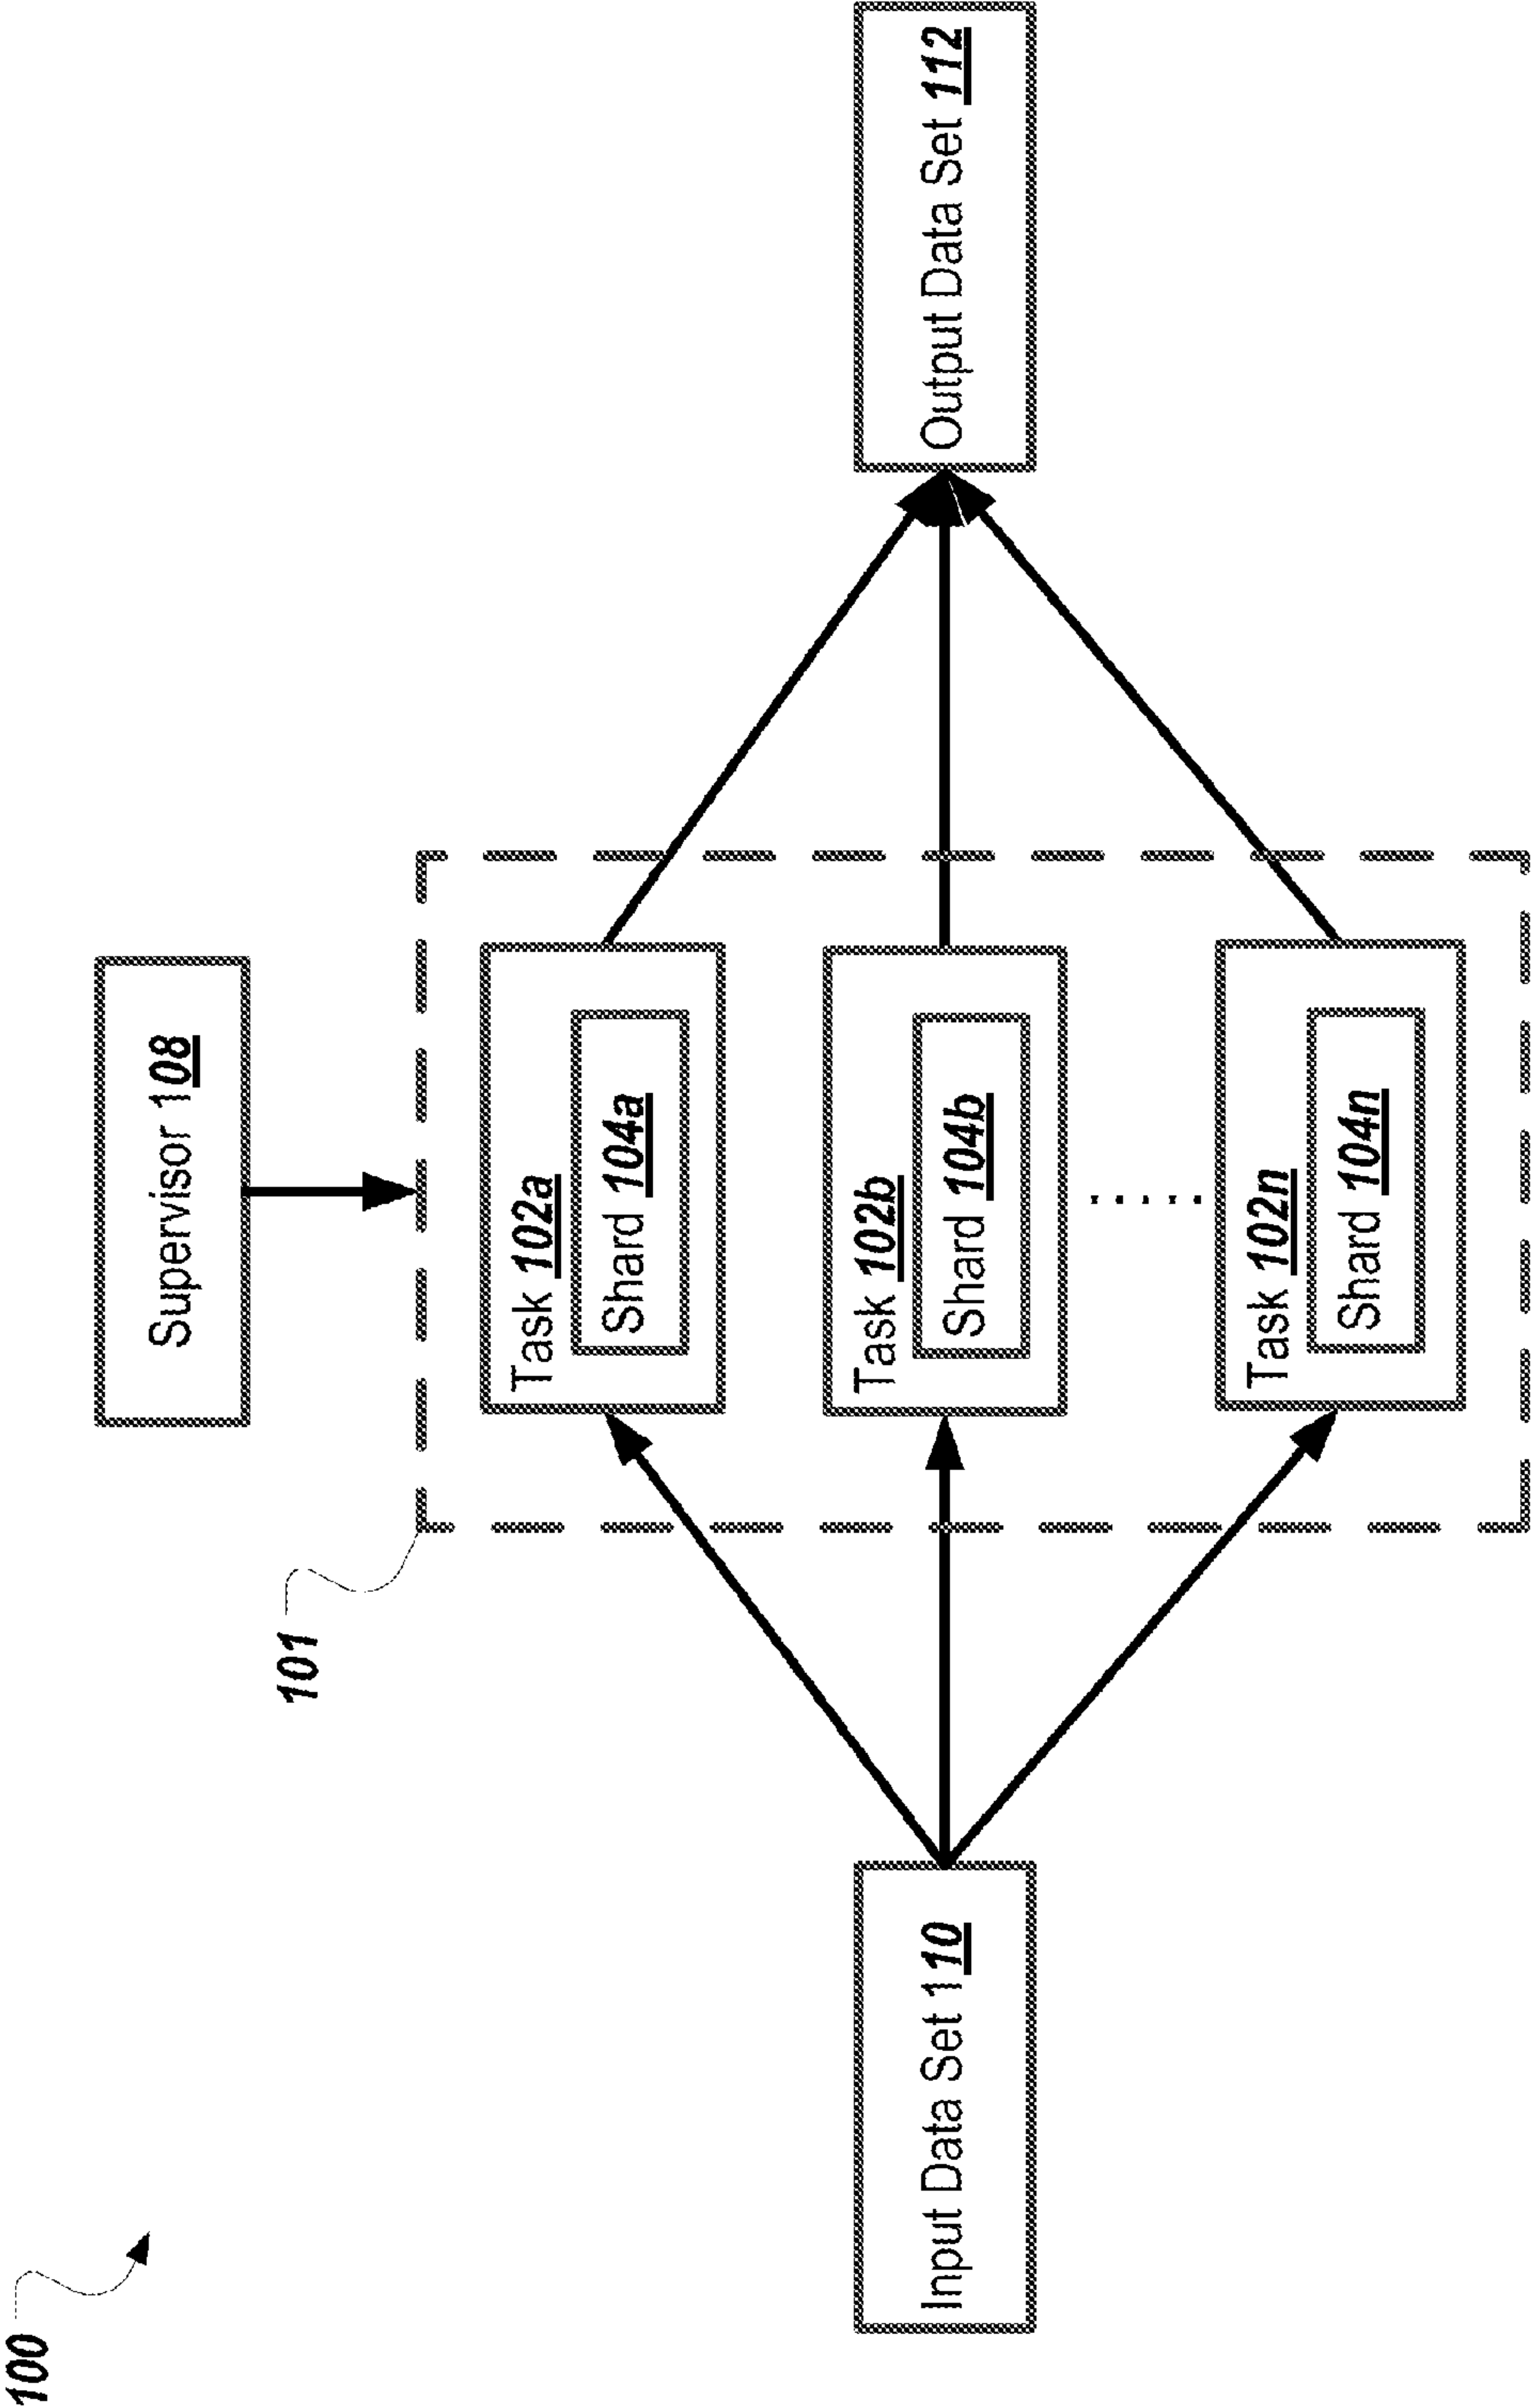 100
Supervisor 108
101
Task 102a
Shard 104a
Input Data Set 110
Task 102b
Shard 104b
Output Data Set 112
.....
Task 102n
Shard 104n